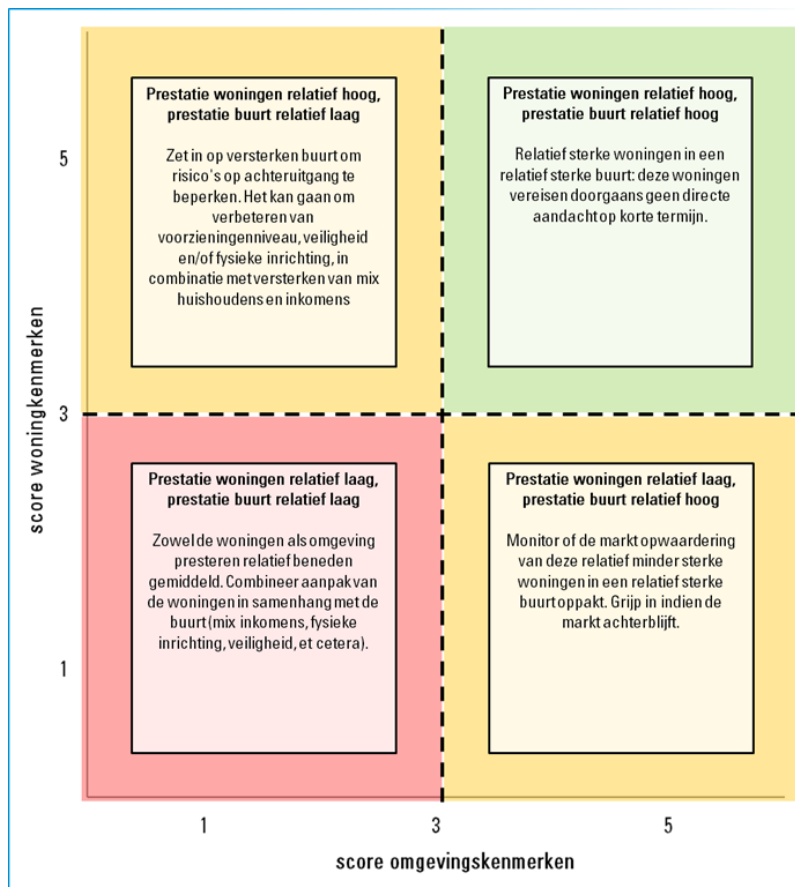 Prestatie woningen relatief hoog,
prestatie buurt relatief laag
Zet in op versterken buurt om
risico's op achteruitgang te
beperken. Het kan gaan om
verbeteren van
voorzieningenniveau, veiligheid
en/of fysieke inrichting, in
combinatie met versterken van mix
huishoudens en inkomens
Prestatie woningen relatief hoog,
prestatie buurt relatief hoog
Relatief sterke woningen in een
relatief sterke buurt: deze woningen
vereisen doorgaans geen directe
aandacht op korte termijn.
Prestatie woningen relatief laag,
prestatie buurt relatief laag
Zowel de woningen als omgeving
presteren relatief beneden
gemiddeld. Combineer aanpak van
de woningen in samenhang met de
buurt (mix inkomens, fysieke
inrichting, veiligheid, et cetera).
Prestatie woningen relatief laag,
prestatie buurt relatief hoog
Monitor of de markt opwaardering
van deze relatief minder sterke
woningen in een relatief sterke
buurt oppakt. Grijp in indien de
markt achterblijft.
score woningkenmerken
5
3
1
1
3
5
score omgevingskenmerken